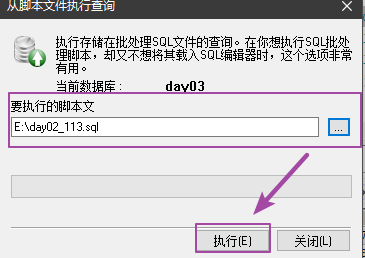 从脚本文件执行查询
执行存储在批处理SQL文件的查询。在你想执行SQL批处
理脚本，却又不想将其载入SQL编辑器时，这个选项非常
有用。
当前数据库： day03
要执行的脚本文
E:\day02_113.sql ...
执行(E) 关闭(L)